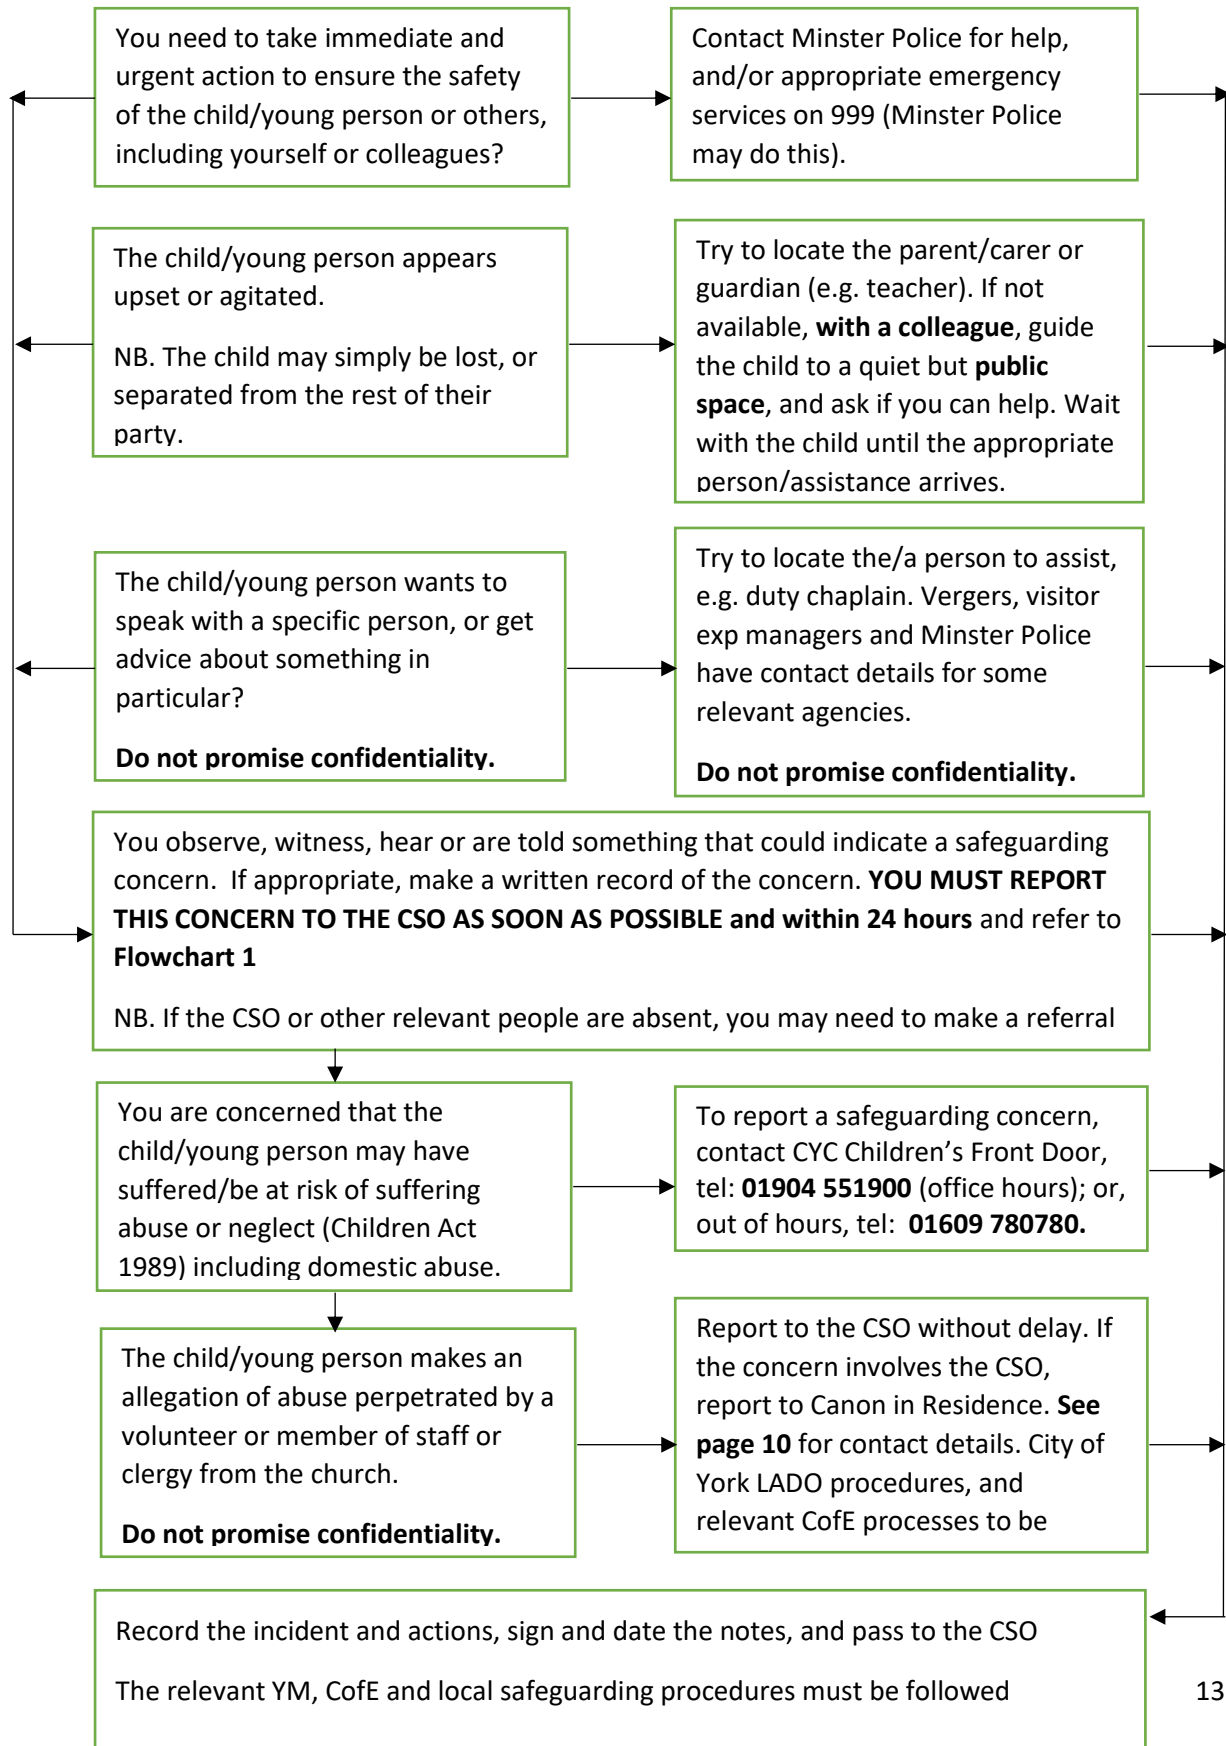 You need to take immediate and
urgent action to ensure the safety
of the child/young person or others,
including yourself or colleagues?
Contact Minster Police for help,
and/or appropriate emergency
services on 999 (Minster Police
may do this).
The child/young person appears
upset or agitated.
NB. The child may simply be lost, or
separated from the rest of their
party.
Try to locate the parent/carer or
guardian (e.g. teacher). If not
available, with a colleague, guide
the child to a quiet but public
space, and ask if you can help. Wait
with the child until the appropriate
person/assistance arrives.
The child/young person wants to
speak with a specific person, or get
advice about something in
particular?
Do not promise confidentiality.
Try to locate the/a person to assist,
e.g. duty chaplain. Vergers, visitor
exp managers and Minster Police
have contact details for some
relevant agencies.
Do not promise confidentiality.
You observe, witness, hear or are told something that could indicate a safeguarding
concern.  If appropriate, make a written record of the concern. YOU MUST REPORT
THIS CONCERN TO THE CSO AS SOON AS POSSIBLE and within 24 hours and refer to
Flowchart 1
NB. If the CSO or other relevant people are absent, you may need to make a referral
You are concerned that the
child/young person may have
suffered/be at risk of suffering
abuse or neglect (Children Act
1989) including domestic abuse.
To report a safeguarding concern,
contact CYC Children’s Front Door,
tel: 01904 551900 (office hours); or,
out of hours, tel:  01609 780780.
The child/young person makes an
allegation of abuse perpetrated by a
volunteer or member of staff or
clergy from the church.
Do not promise confidentiality.
Report to the CSO without delay. If
the concern involves the CSO,
report to Canon in Residence. See
page 10 for contact details. City of
York LADO procedures, and
relevant CofE processes to be
Record the incident and actions, sign and date the notes, and pass to the CSO
The relevant YM, CofE and local safeguarding procedures must be followed
13